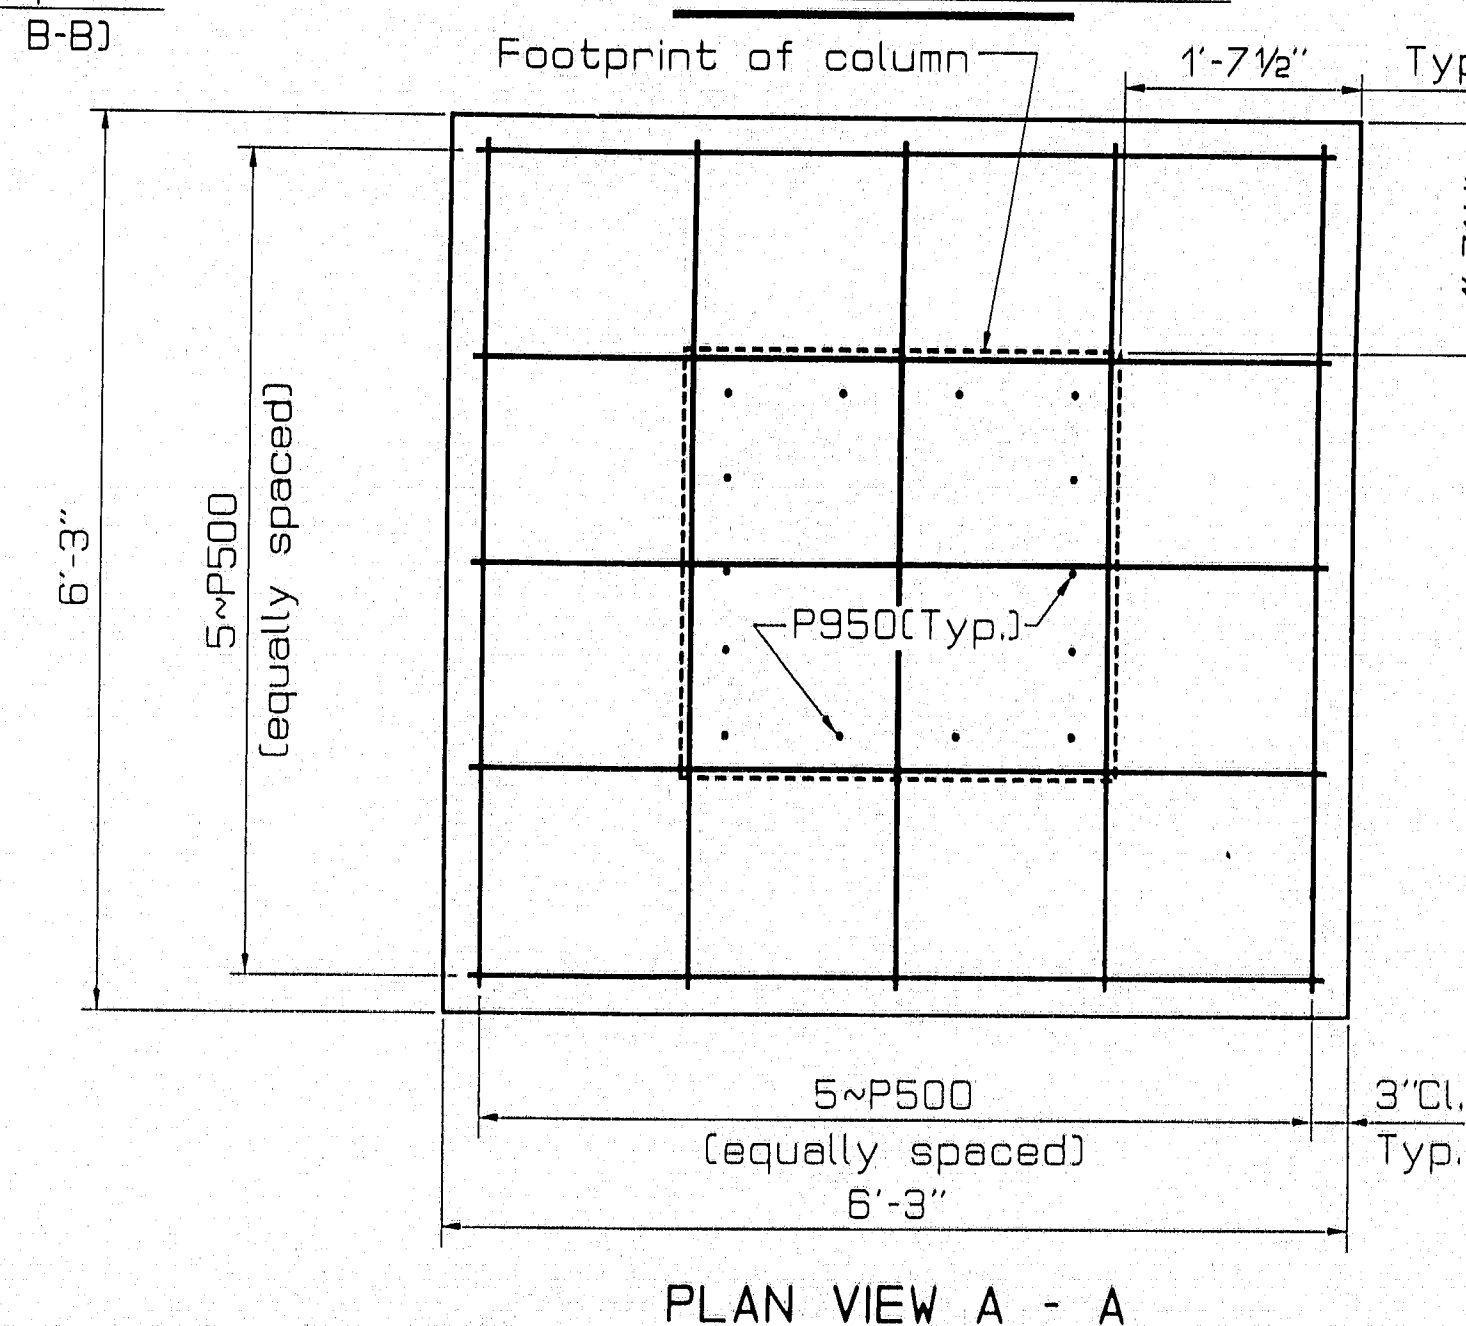 B-B)
Footprint of column
1'-7½"
6'-3"
5~P500
(equally spaced)
P950(Typ.)
5~P500
(equally spaced)
6'-3"
3"Cl.
Typ.
PLAN VIEW A - A